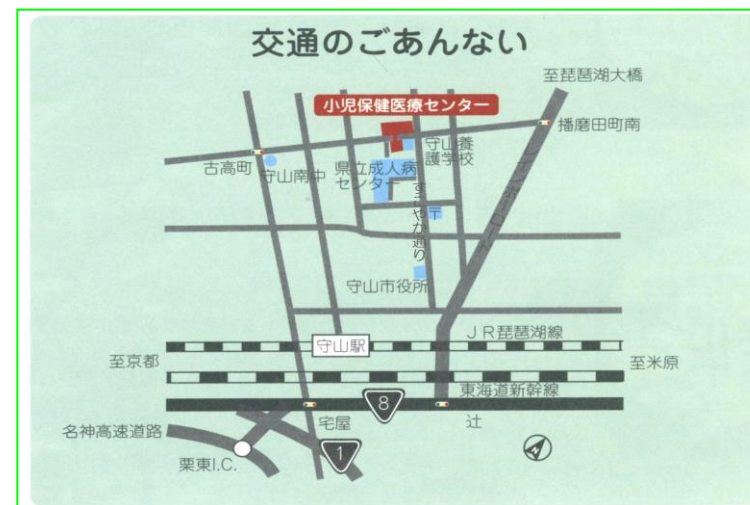 交通のごあんない
至琵琶湖大橋
小児保健医療センター
播磨田町南
古高町
守山南中
県立成人病
センター
守山養
護学校
すこやか通り
〒
守山市役所
JR琵琶湖線
守山駅
至京都
至米原
東海道新幹線
8
名神高速道路
宅屋
辻
栗東I.C.
1
N